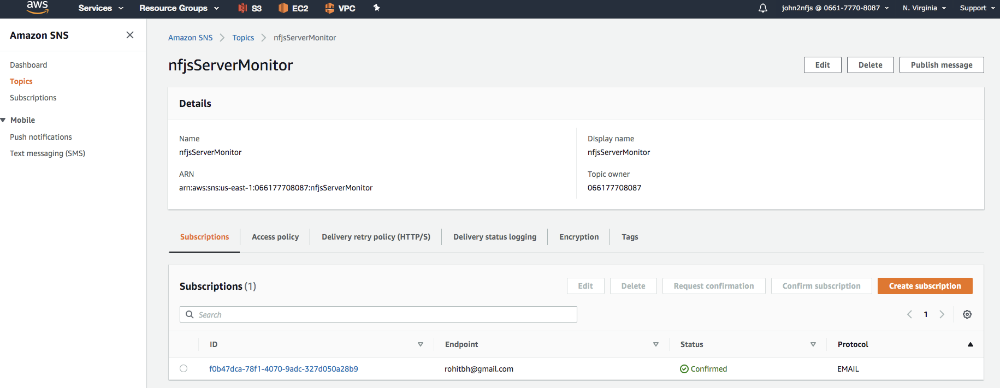 aws Services Resource Groups S3 EC2 VPC john2nfjs @ 0661-7770-8087 N. Virginia Support
Amazon SNS
Dashboard
Topics
Subscriptions
Mobile
Push notifications
Text messaging (SMS)
Amazon SNS Topics nfjsServerMonitor
nfjsServerMonitor
Edit Delete Publish message
Details
Name
nfjsServerMonitor
ARN
arn:aws:sns:us-east-1:066177708087:nfjsServerMonitor
Display name
nfjsServerMonitor
Topic owner
066177708087
Subscriptions Access policy Delivery retry policy (HTTP/S) Delivery status logging Encryption Tags
Subscriptions (1)
Edit Delete Request confirmation Confirm subscription Create subscription
Search
1
ID Endpoint Status Protocol
f0b47dca-78f1-4070-9adc-327d050a28b9 rohitbh@gmail.com Confirmed EMAIL